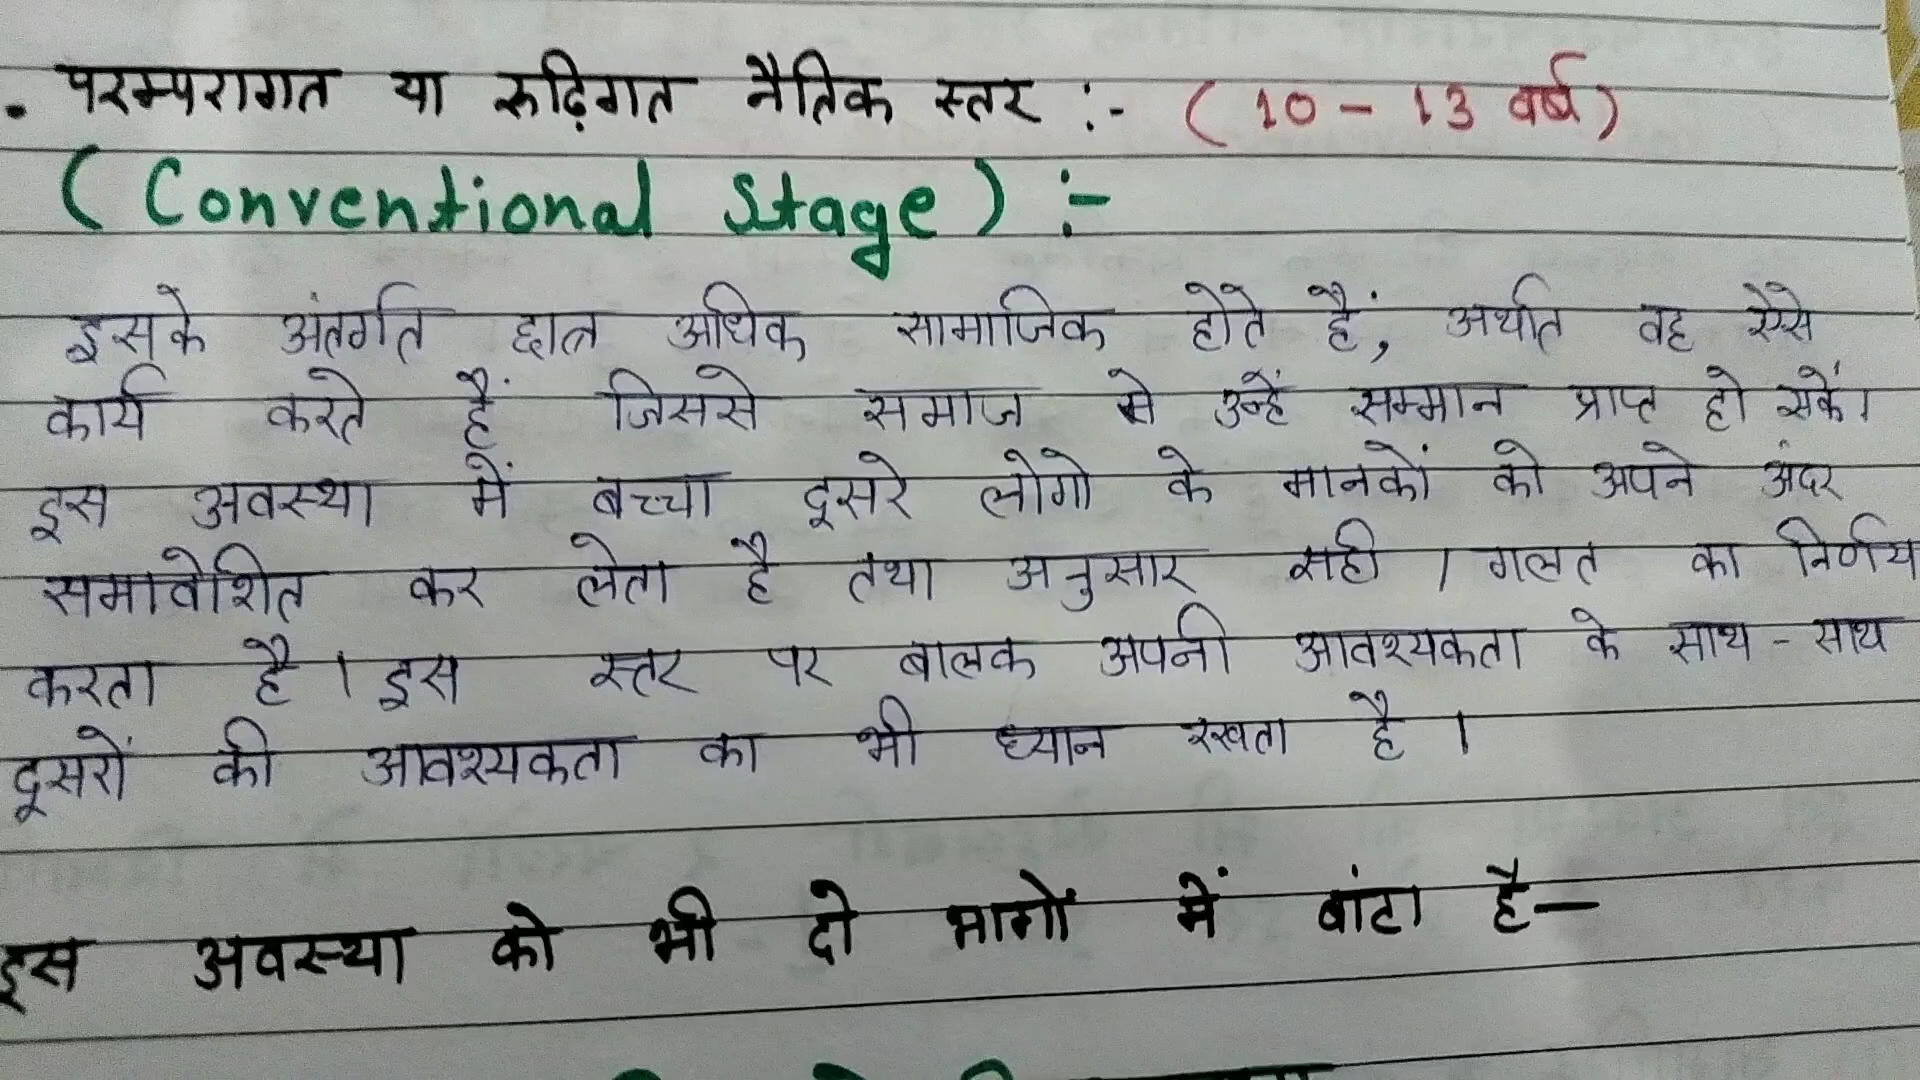 . परम्परागत या रूढ़िगत नैतिक स्तर :- ( 10 - 13 वर्ष )
( Conventional Stage ) :-
इसके अंतर्गत छात्र अधिक सामाजिक होते हैं, अर्थात वह ऐसे
कार्य करते हैं जिससे समाज से उन्हें सम्मान प्राप्त हो सकें।
इस अवस्था में बच्चा दूसरे लोगो के मानकों को अपने अंदर
समावेशित कर लेता है तथा अनुसार सही / गलत का निर्णय
करता है । इस स्तर पर बालक अपनी आवश्यकता के साथ - साथ
दूसरों की आवश्यकता का भी ध्यान रखता है ।
इस अवस्था को भी दो भागों में बांटा है—